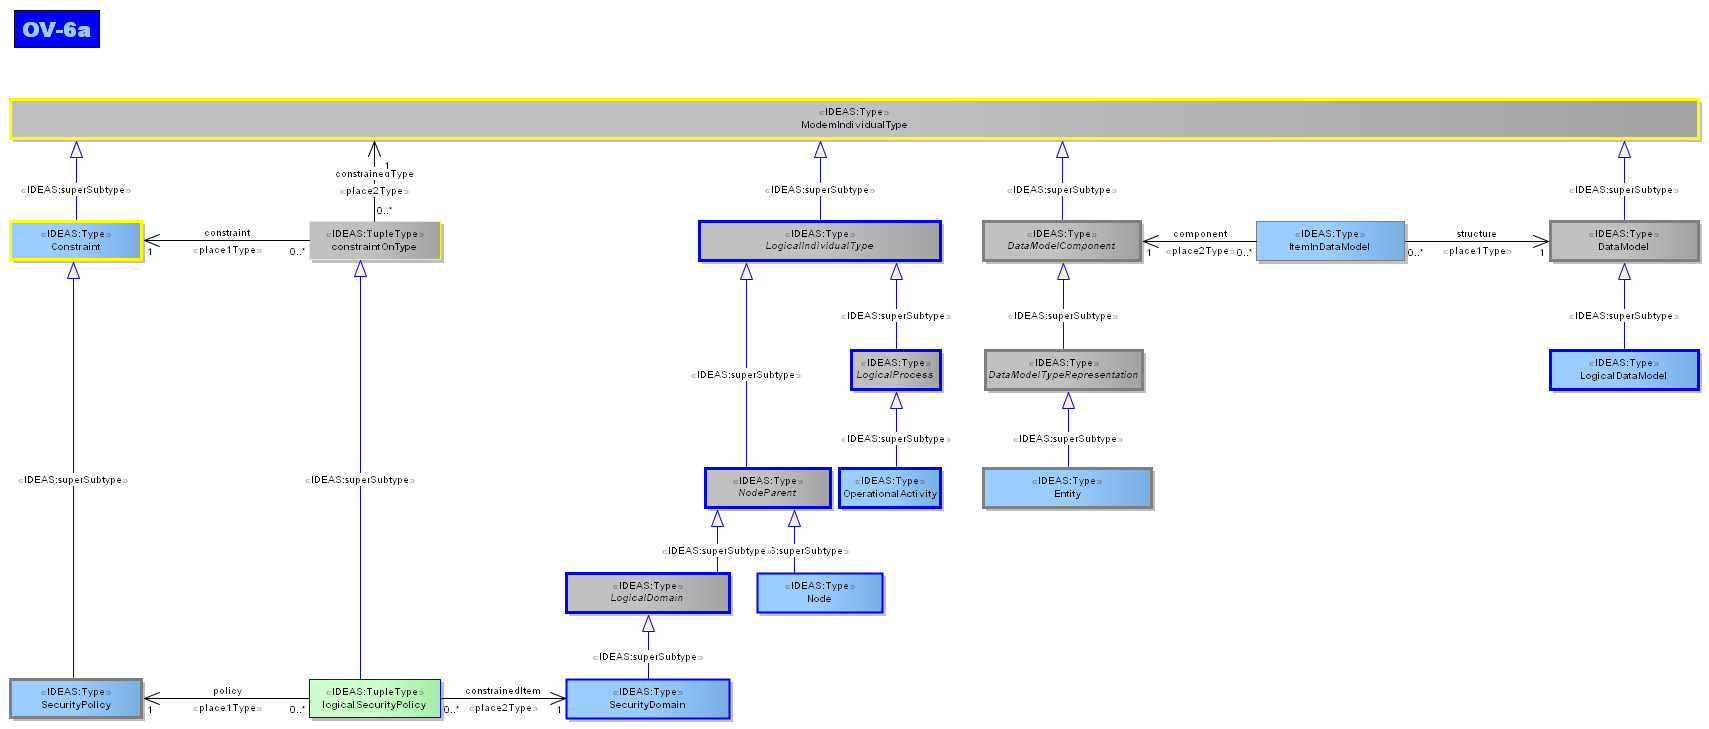 OV-6a
«IDEAS:Type»
ModemIndividualType
«IDEAS:superSubtype»
1
constrainedType
«place2Type»
0..*
«IDEAS:superSubtype»
«IDEAS:superSubtype»
«IDEAS:superSubtype»
«IDEAS:Type»
Constraint
constraint
«place1Type»
1
0..*
«IDEAS:TupleType»
constraintOnType
«IDEAS:Type»
LogicalIndividualType
«IDEAS:Type»
DataModelComponent
component
«place2Type»
1
0..*
«IDEAS:Type»
ItemInDataModel
structure
«place1Type»
0..*
1
«IDEAS:Type»
DataModel
«IDEAS:superSubtype»
«IDEAS:superSubtype»
«IDEAS:superSubtype»
«IDEAS:superSubtype»
«IDEAS:Type»
LogicalProcess
«IDEAS:Type»
DataModelTypeRepresentation
«IDEAS:Type»
LogicalDataModel
«IDEAS:superSubtype»
«IDEAS:superSubtype»
«IDEAS:superSubtype»
«IDEAS:superSubtype»
«IDEAS:Type»
NodeParent
«IDEAS:Type»
OperationalActivity
«IDEAS:Type»
Entity
«IDEAS:superSubtype»
S:superSubtype»
«IDEAS:Type»
LogicalDomain
«IDEAS:Type»
Node
«IDEAS:superSubtype»
«IDEAS:Type»
SecurityPolicy
policy
«place1Type»
1
0..*
«IDEAS:TupleType»
logicalSecurityPolicy
constrainedItem
«place2Type»
0..*
1
«IDEAS:Type»
SecurityDomain